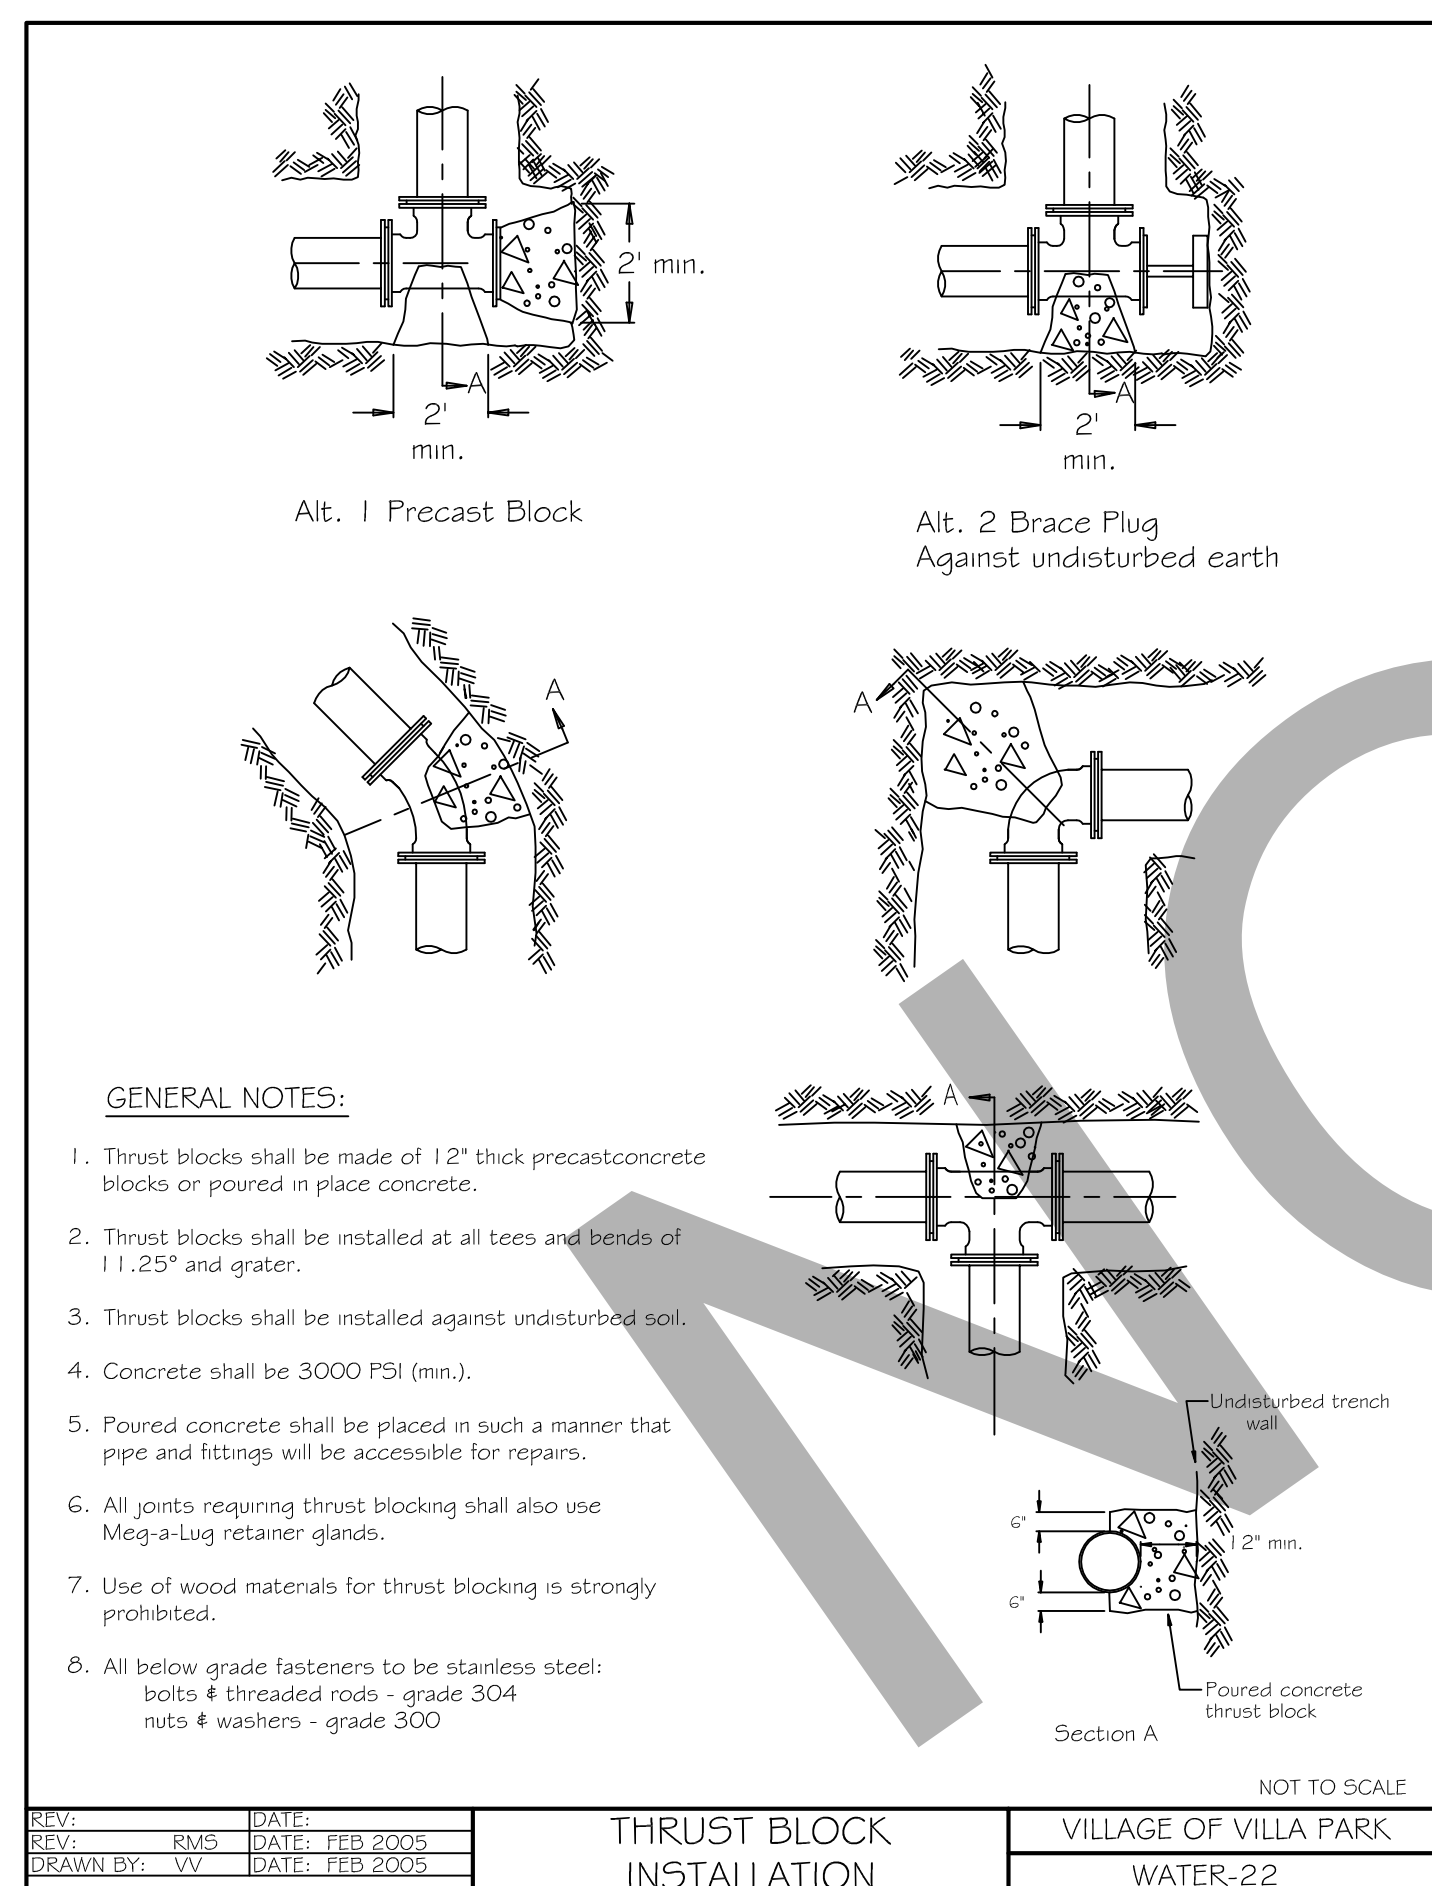 2' min.
A
2'
min.
Alt. 1 Precast Block
A
2'
min.
Alt. 2 Brace Plug
Against undisturbed earth
A
A
GENERAL NOTES:
1. Thrust blocks shall be made of 12" thick precastconcrete
blocks or poured in place concrete.
2. Thrust blocks shall be installed at all tees and bends of
11.25° and grater.
3. Thrust blocks shall be installed against undisturbed soil.
4. Concrete shall be 3000 PSI (min.).
5. Poured concrete shall be placed in such a manner that
pipe and fittings will be accessible for repairs.
6. All joints requiring thrust blocking shall also use
Meg-a-Lug retainer glands.
7. Use of wood materials for thrust blocking is strongly
prohibited.
8. All below grade fasteners to be stainless steel:
bolts & threaded rods - grade 304
nuts & washers - grade 300
A
Undisturbed trench
wall
6"
12" min.
6"
Poured concrete
thrust block
Section A
NOT TO SCALE
REV: DATE:
REV: RMS DATE: FEB 2005
DRAWN BY: VV DATE: FEB 2005
THRUST BLOCK
INSTALLATION
VILLAGE OF VILLA PARK
WATER-22